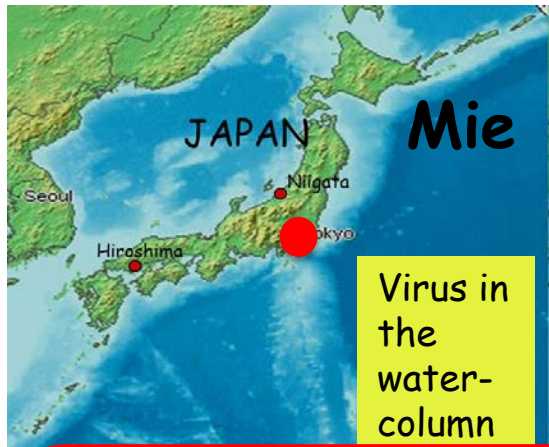 JAPAN
Mie
Seoul
Niigata
okyo
Hiroshima
Virus in
the
water-
column